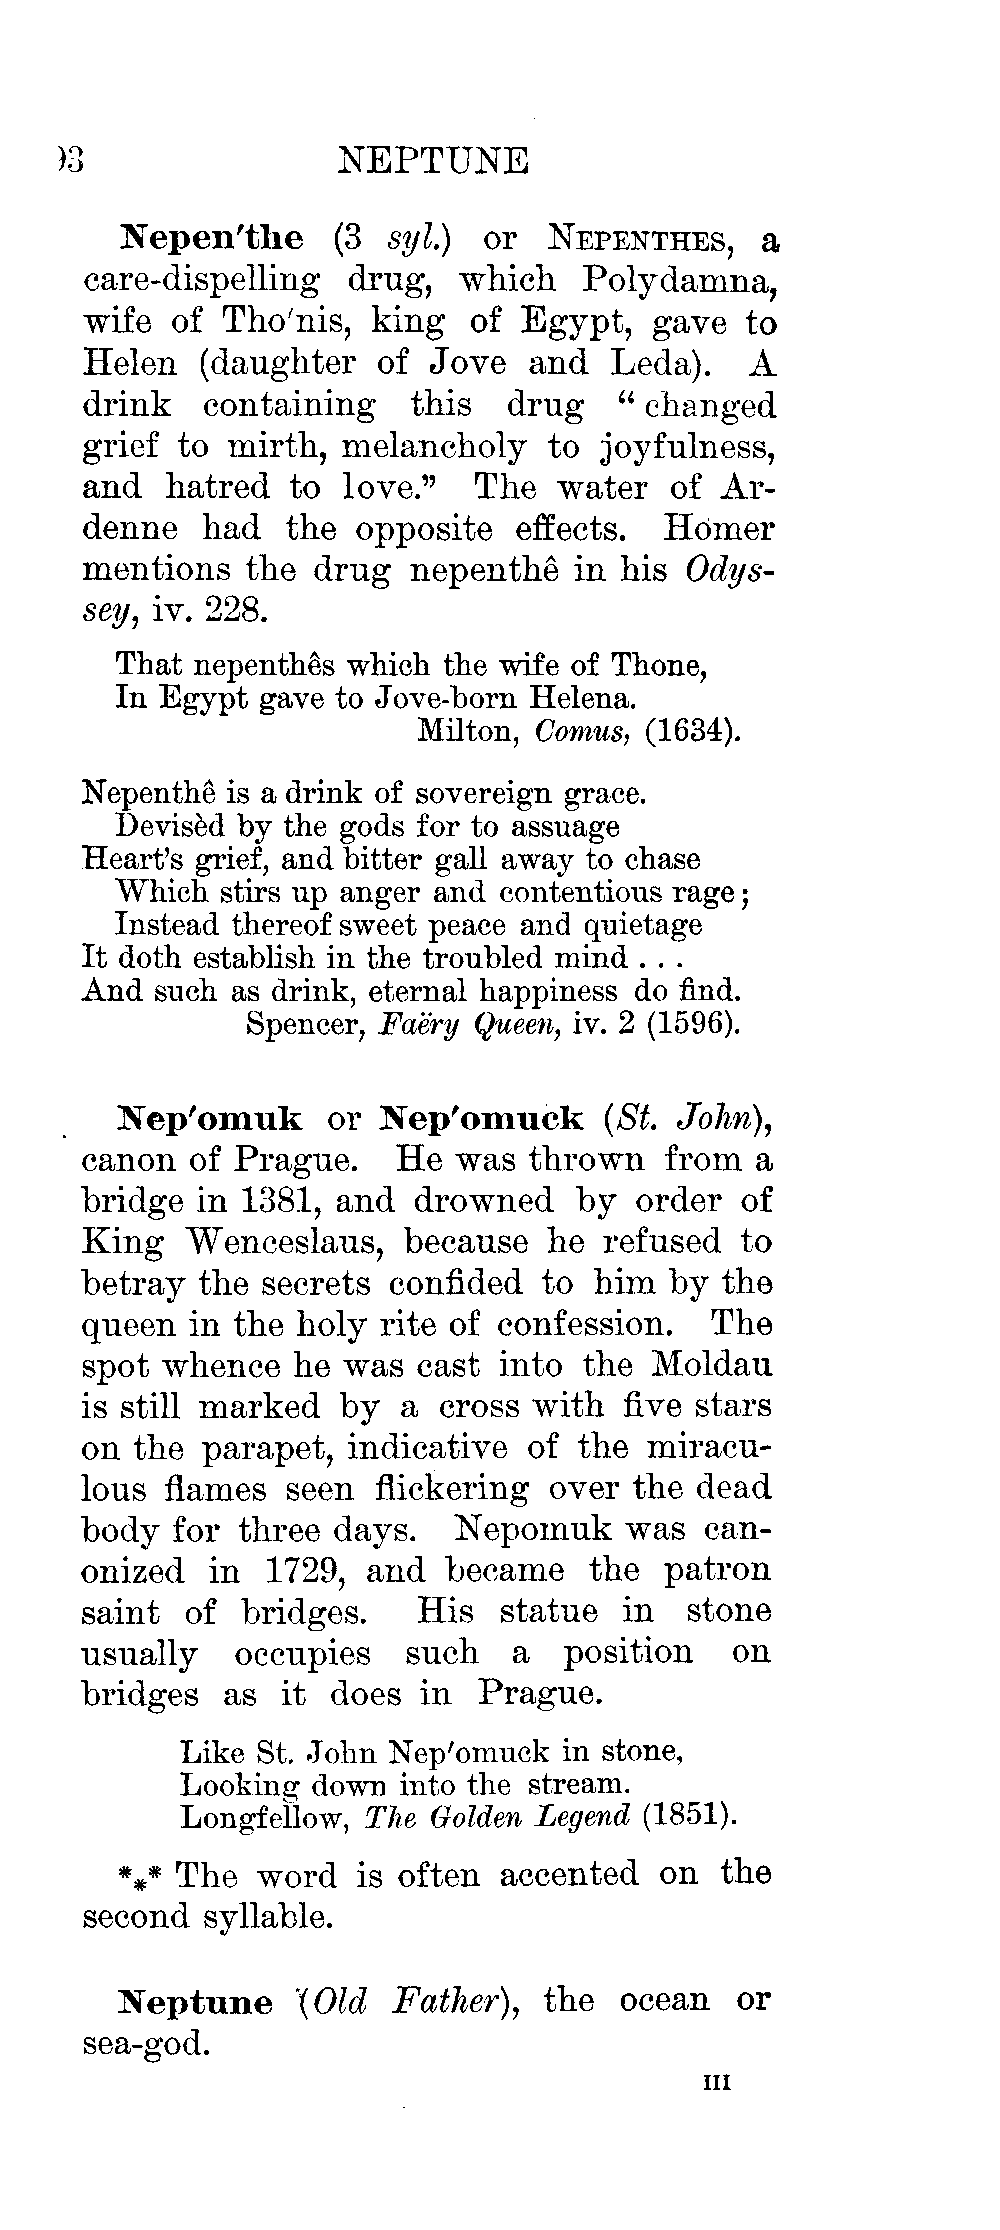 93 NEPTUNE
Nepen'the (3 syl.) or NEPENTHES, a
care-dispelling drug, which Polydamna,
wife of Tho'nis, king of Egypt, gave to
Helen (daughter of Jove and Leda). A
drink containing this drug “changed
grief to mirth, melancholy to joyfulness,
and hatred to love.” The water of Ar-
denne had the opposite effects. Homer
mentions the drug nepenthê in his Odys-
sey, iv. 228.
That nepenthês which the wife of Thone,
In Egypt gave to Jove-born Helena.
Milton, Comus, (1634).
Nepenthê is a drink of sovereign grace.
Devisèd by the gods for to assuage
Heart's grief, and bitter gall away to chase
Which stirs up anger and contentious rage;
Instead thereof sweet peace and quietage
It doth establish in the troubled mind . . .
And such as drink, eternal happiness do find.
Spencer, Faëry Queen, iv. 2 (1596).
Nep'omuk or Nep'omuck (St. John),
canon of Prague. He was thrown from a
bridge in 1381, and drowned by order of
King Wenceslaus, because he refused to
betray the secrets confided to him by the
queen in the holy rite of confession. The
spot whence he was cast into the Moldau
is still marked by a cross with five stars
on the parapet, indicative of the miracu-
lous flames seen flickering over the dead
body for three days. Nepomuk was can-
onized in 1729, and became the patron
saint of bridges. His statue in stone
usually occupies such a position on
bridges as it does in Prague.
Like St. John Nep'omuck in stone,
Looking down into the stream.
Longfellow, The Golden Legend (1851).
*⁎* The word is often accented on the
second syllable.
Neptune (Old Father), the ocean or
sea-god.
III